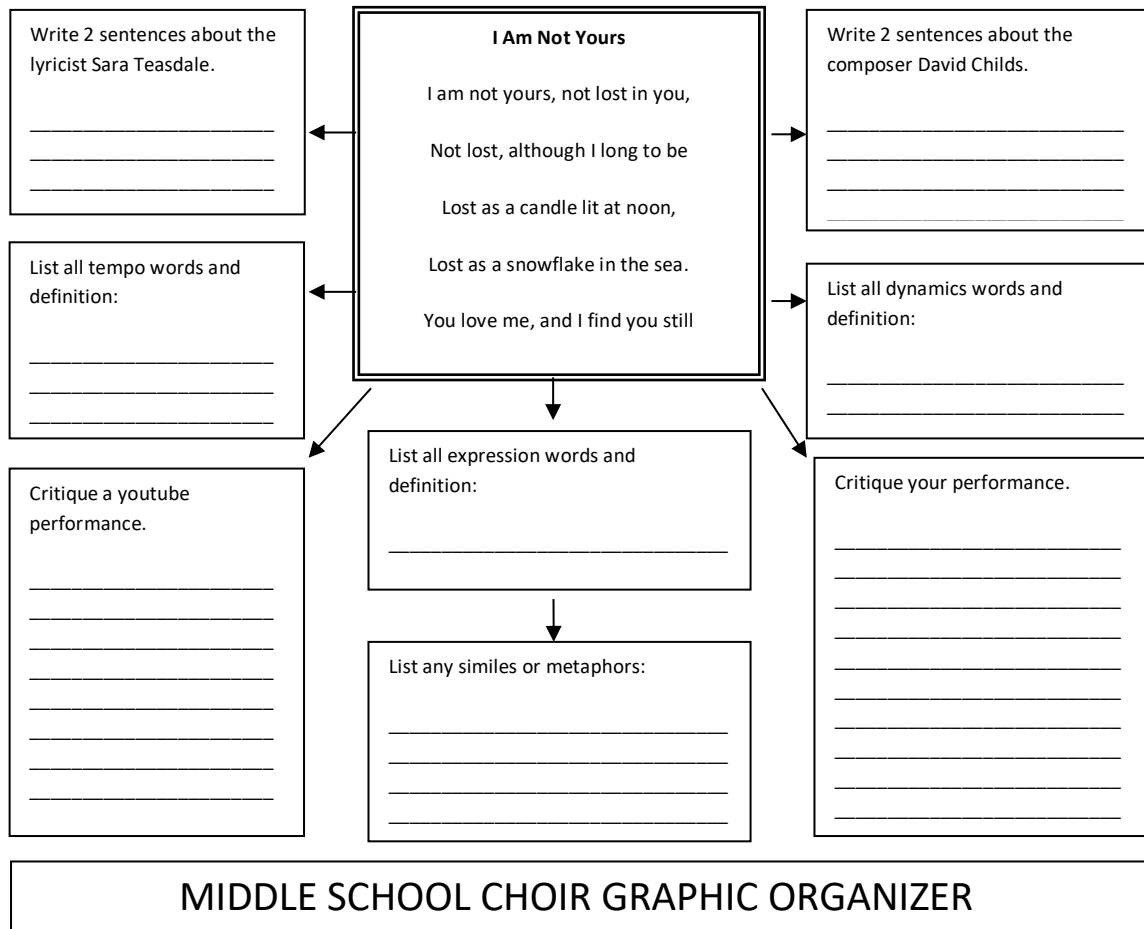 Write 2 sentences about the
lyricist Sara Teasdale.
I Am Not Yours
I am not yours, not lost in you,
Not lost, although I long to be
Lost as a candle lit at noon,
Lost as a snowflake in the sea.
You love me, and I find you still
Write 2 sentences about the
composer David Childs.
List all tempo words and
definition:
List all dynamics words and
definition:
Critique a youtube
performance.
List all expression words and
definition:
Critique your performance.
List any similes or metaphors:
MIDDLE SCHOOL CHOIR GRAPHIC ORGANIZER